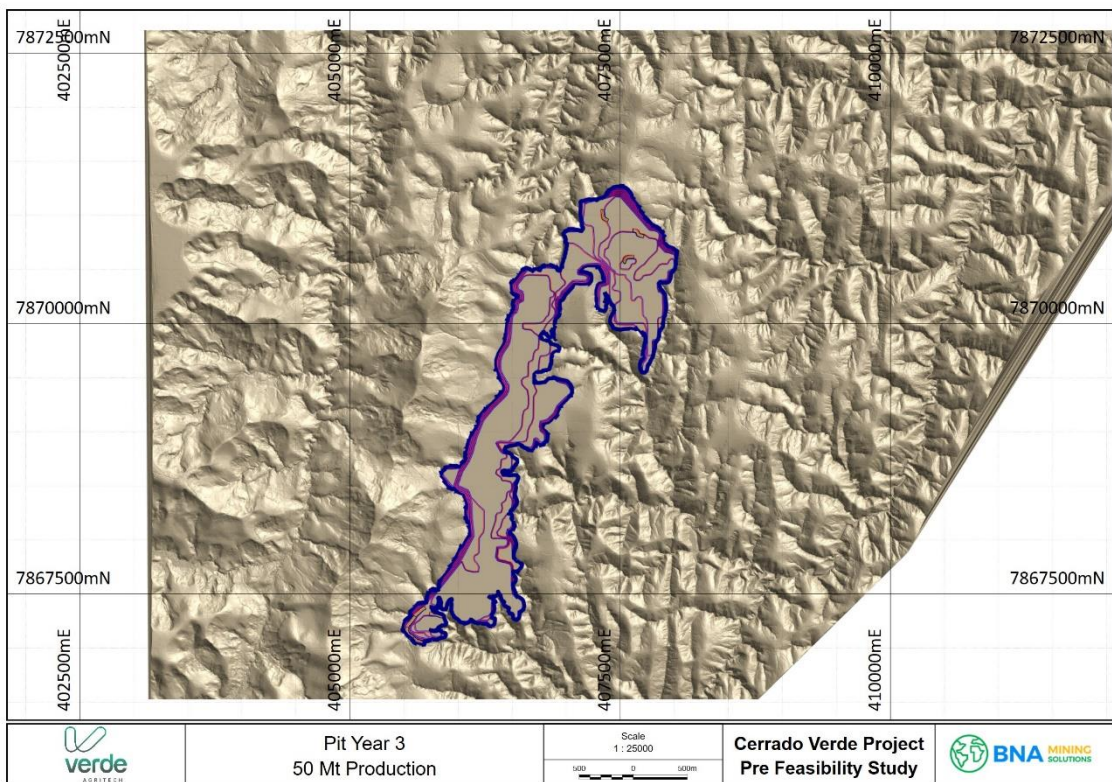 7872500mN
7872500mN
402500mE
405000mE
407500mE
410000mE
7870000mN
7870000mN
7867500mN
7867500mN
402500mE
405000mE
407500mE
410000mE
verde
AGRITECH
Pit Year 3
50 Mt Production
Scale
1 : 25000
500 0 500m
Cerrado Verde Project
Pre Feasibility Study
BNA MINING
SOLUTIONS